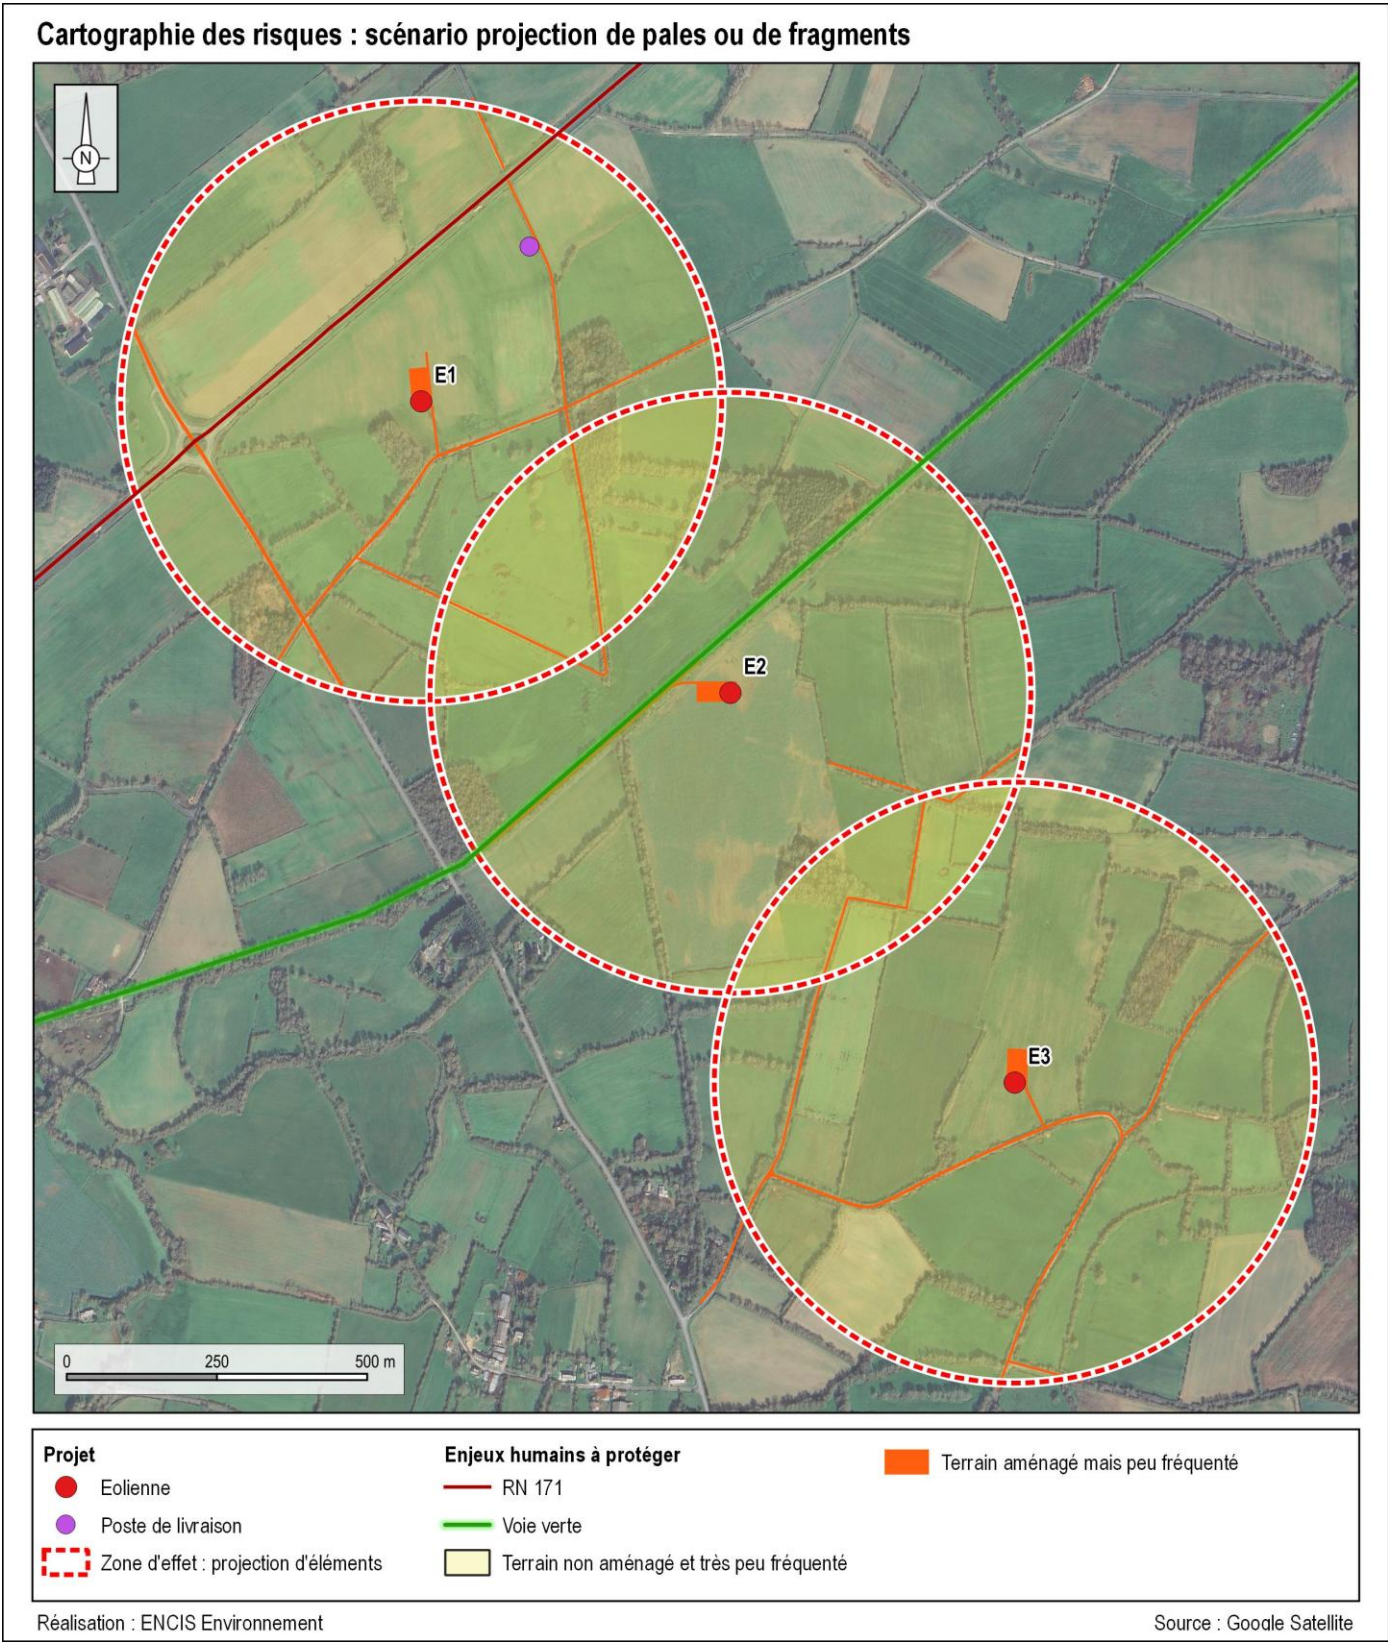 Cartographie des risques : scénario projection de pales ou de fragments
N
E1
E2
E3
0 250 500 m
Projet
Eolienne
Poste de livraison
Zone d'effet : projection d'éléments
Enjeux humains à protéger
RN 171
Voie verte
Terrain non aménagé et très peu fréquenté
Terrain aménagé mais peu fréquenté
Réalisation : ENCIS Environnement
Source : Google Satellite